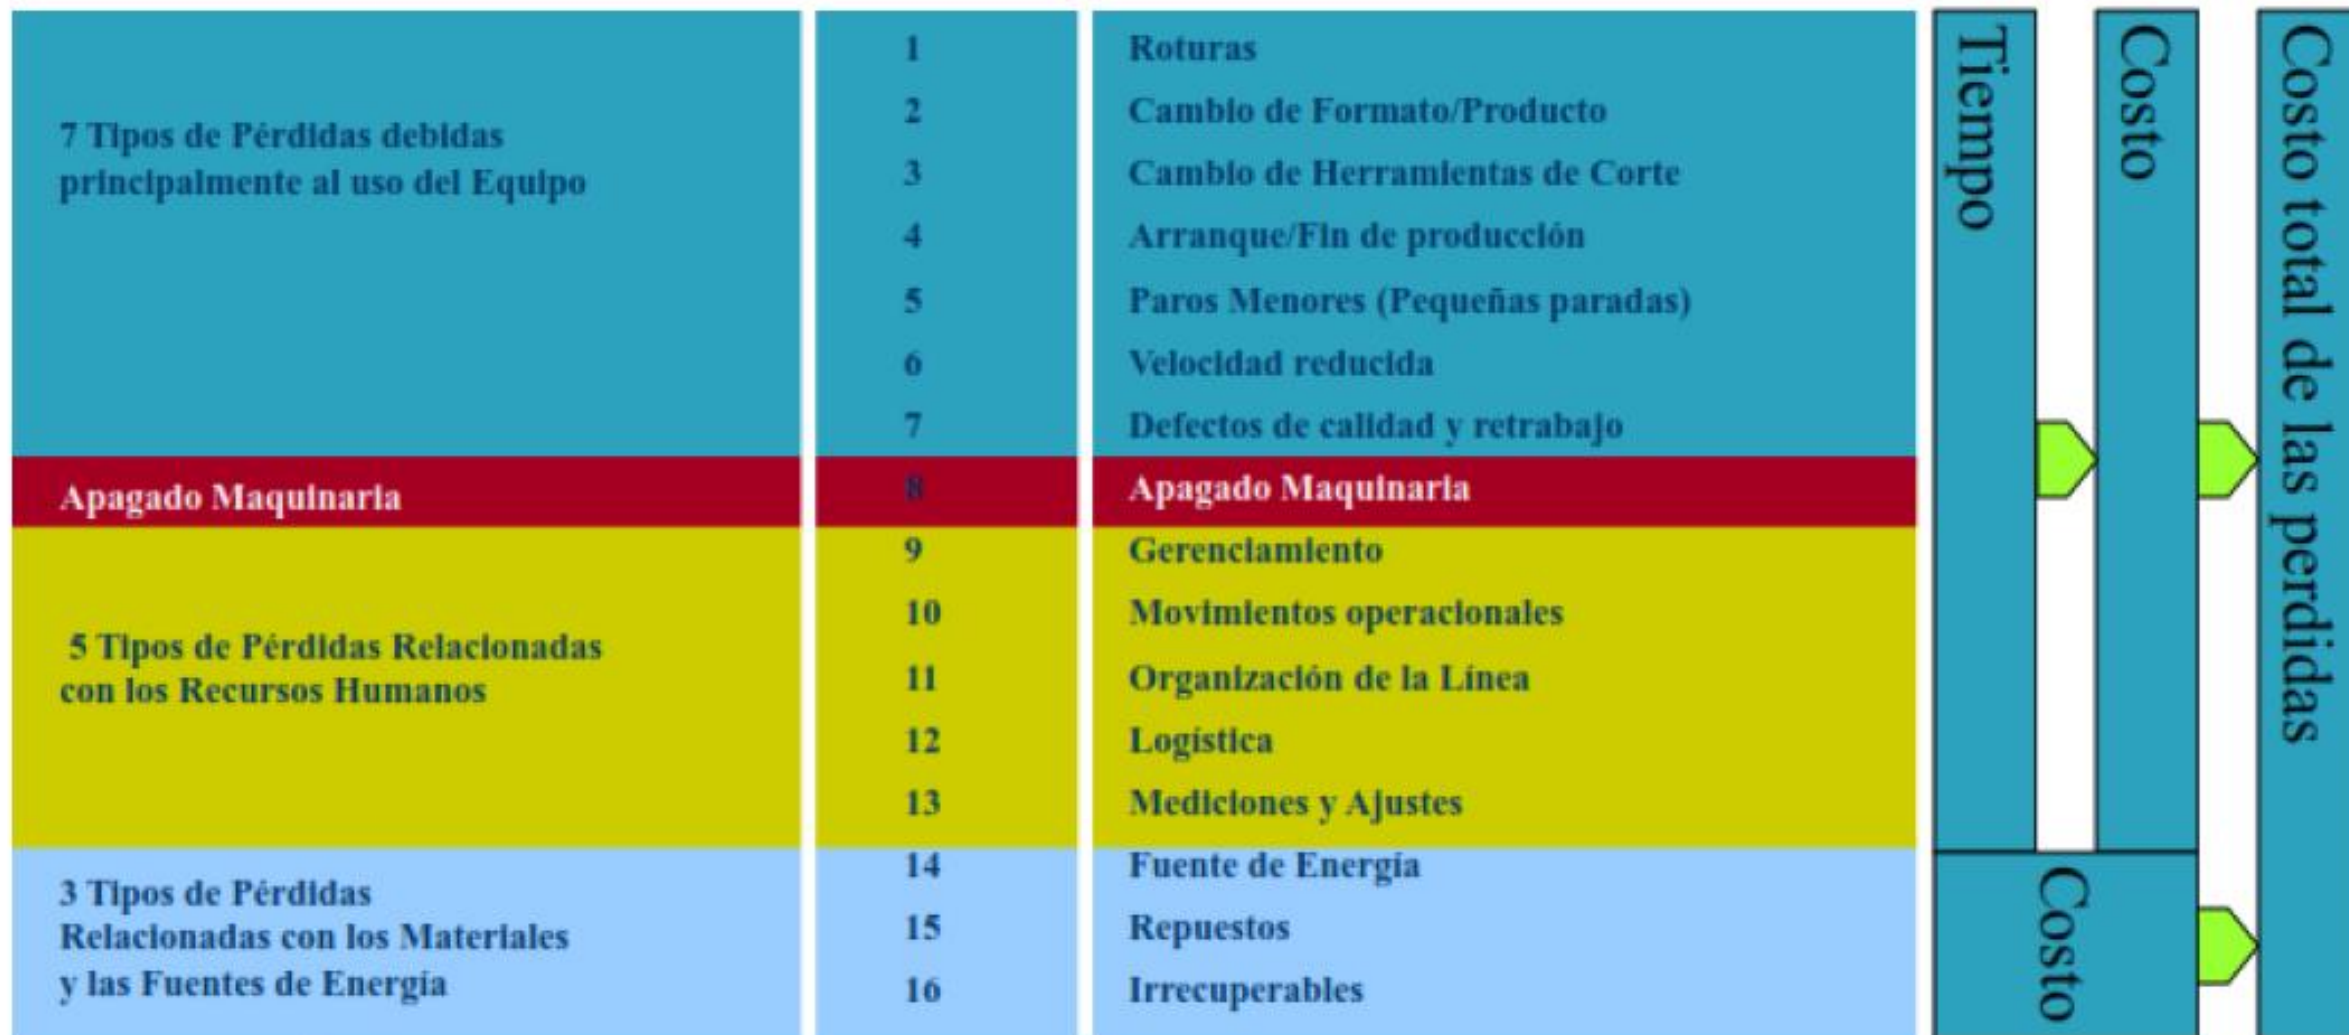 7 Tipos de Pérdidas debidas
principalmente al uso del Equipo
1 Roturas
2 Cambio de Formato/Producto
3 Cambio de Herramientas de Corte
4 Arranque/Fin de producción
5 Paros Menores (Pequeñas paradas)
6 Velocidad reducida
7 Defectos de calidad y retrabajo
Apagado Maquinaria
8 Apagado Maquinaria
5 Tipos de Pérdidas Relacionadas
con los Recursos Humanos
9 Gerenciamiento
10 Movimientos operacionales
11 Organización de la Línea
12 Logística
13 Mediciones y Ajustes
3 Tipos de Pérdidas
Relacionadas con los Materiales
y las Fuentes de Energía
14 Fuente de Energía
15 Repuestos
16 Irrecuperables
Tiempo
Costo
Costo
Costo total de las perdidas